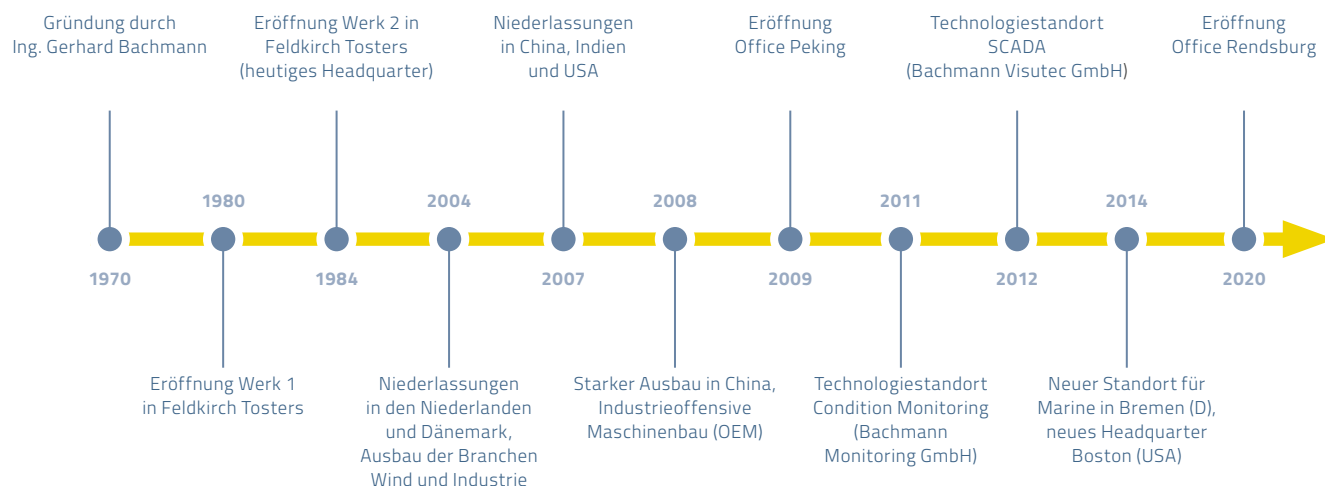 Gründung durch
Ing. Gerhard Bachmann
Eröffnung Werk 2 in
Feldkirch Tosters
(heutiges Headquarter)
Niederlassungen
in China, Indien
und USA
Eröffnung
Office Peking
Technologiestandort
SCADA
(Bachmann Visutec GmbH)
Eröffnung
Office Rendsburg
1980
2004
2008
2011
2014
1970
1984
2007
2009
2012
2020
Eröffnung Werk 1
in Feldkirch Tosters
Niederlassungen
in den Niederlanden
und Dänemark,
Ausbau der Branchen
Wind und Industrie
Starker Ausbau in China,
Industrieoffensive
Maschinenbau (OEM)
Technologiestandort
Condition Monitoring
(Bachmann
Monitoring GmbH)
Neuer Standort für
Marine in Bremen (D),
neues Headquarter
Boston (USA)